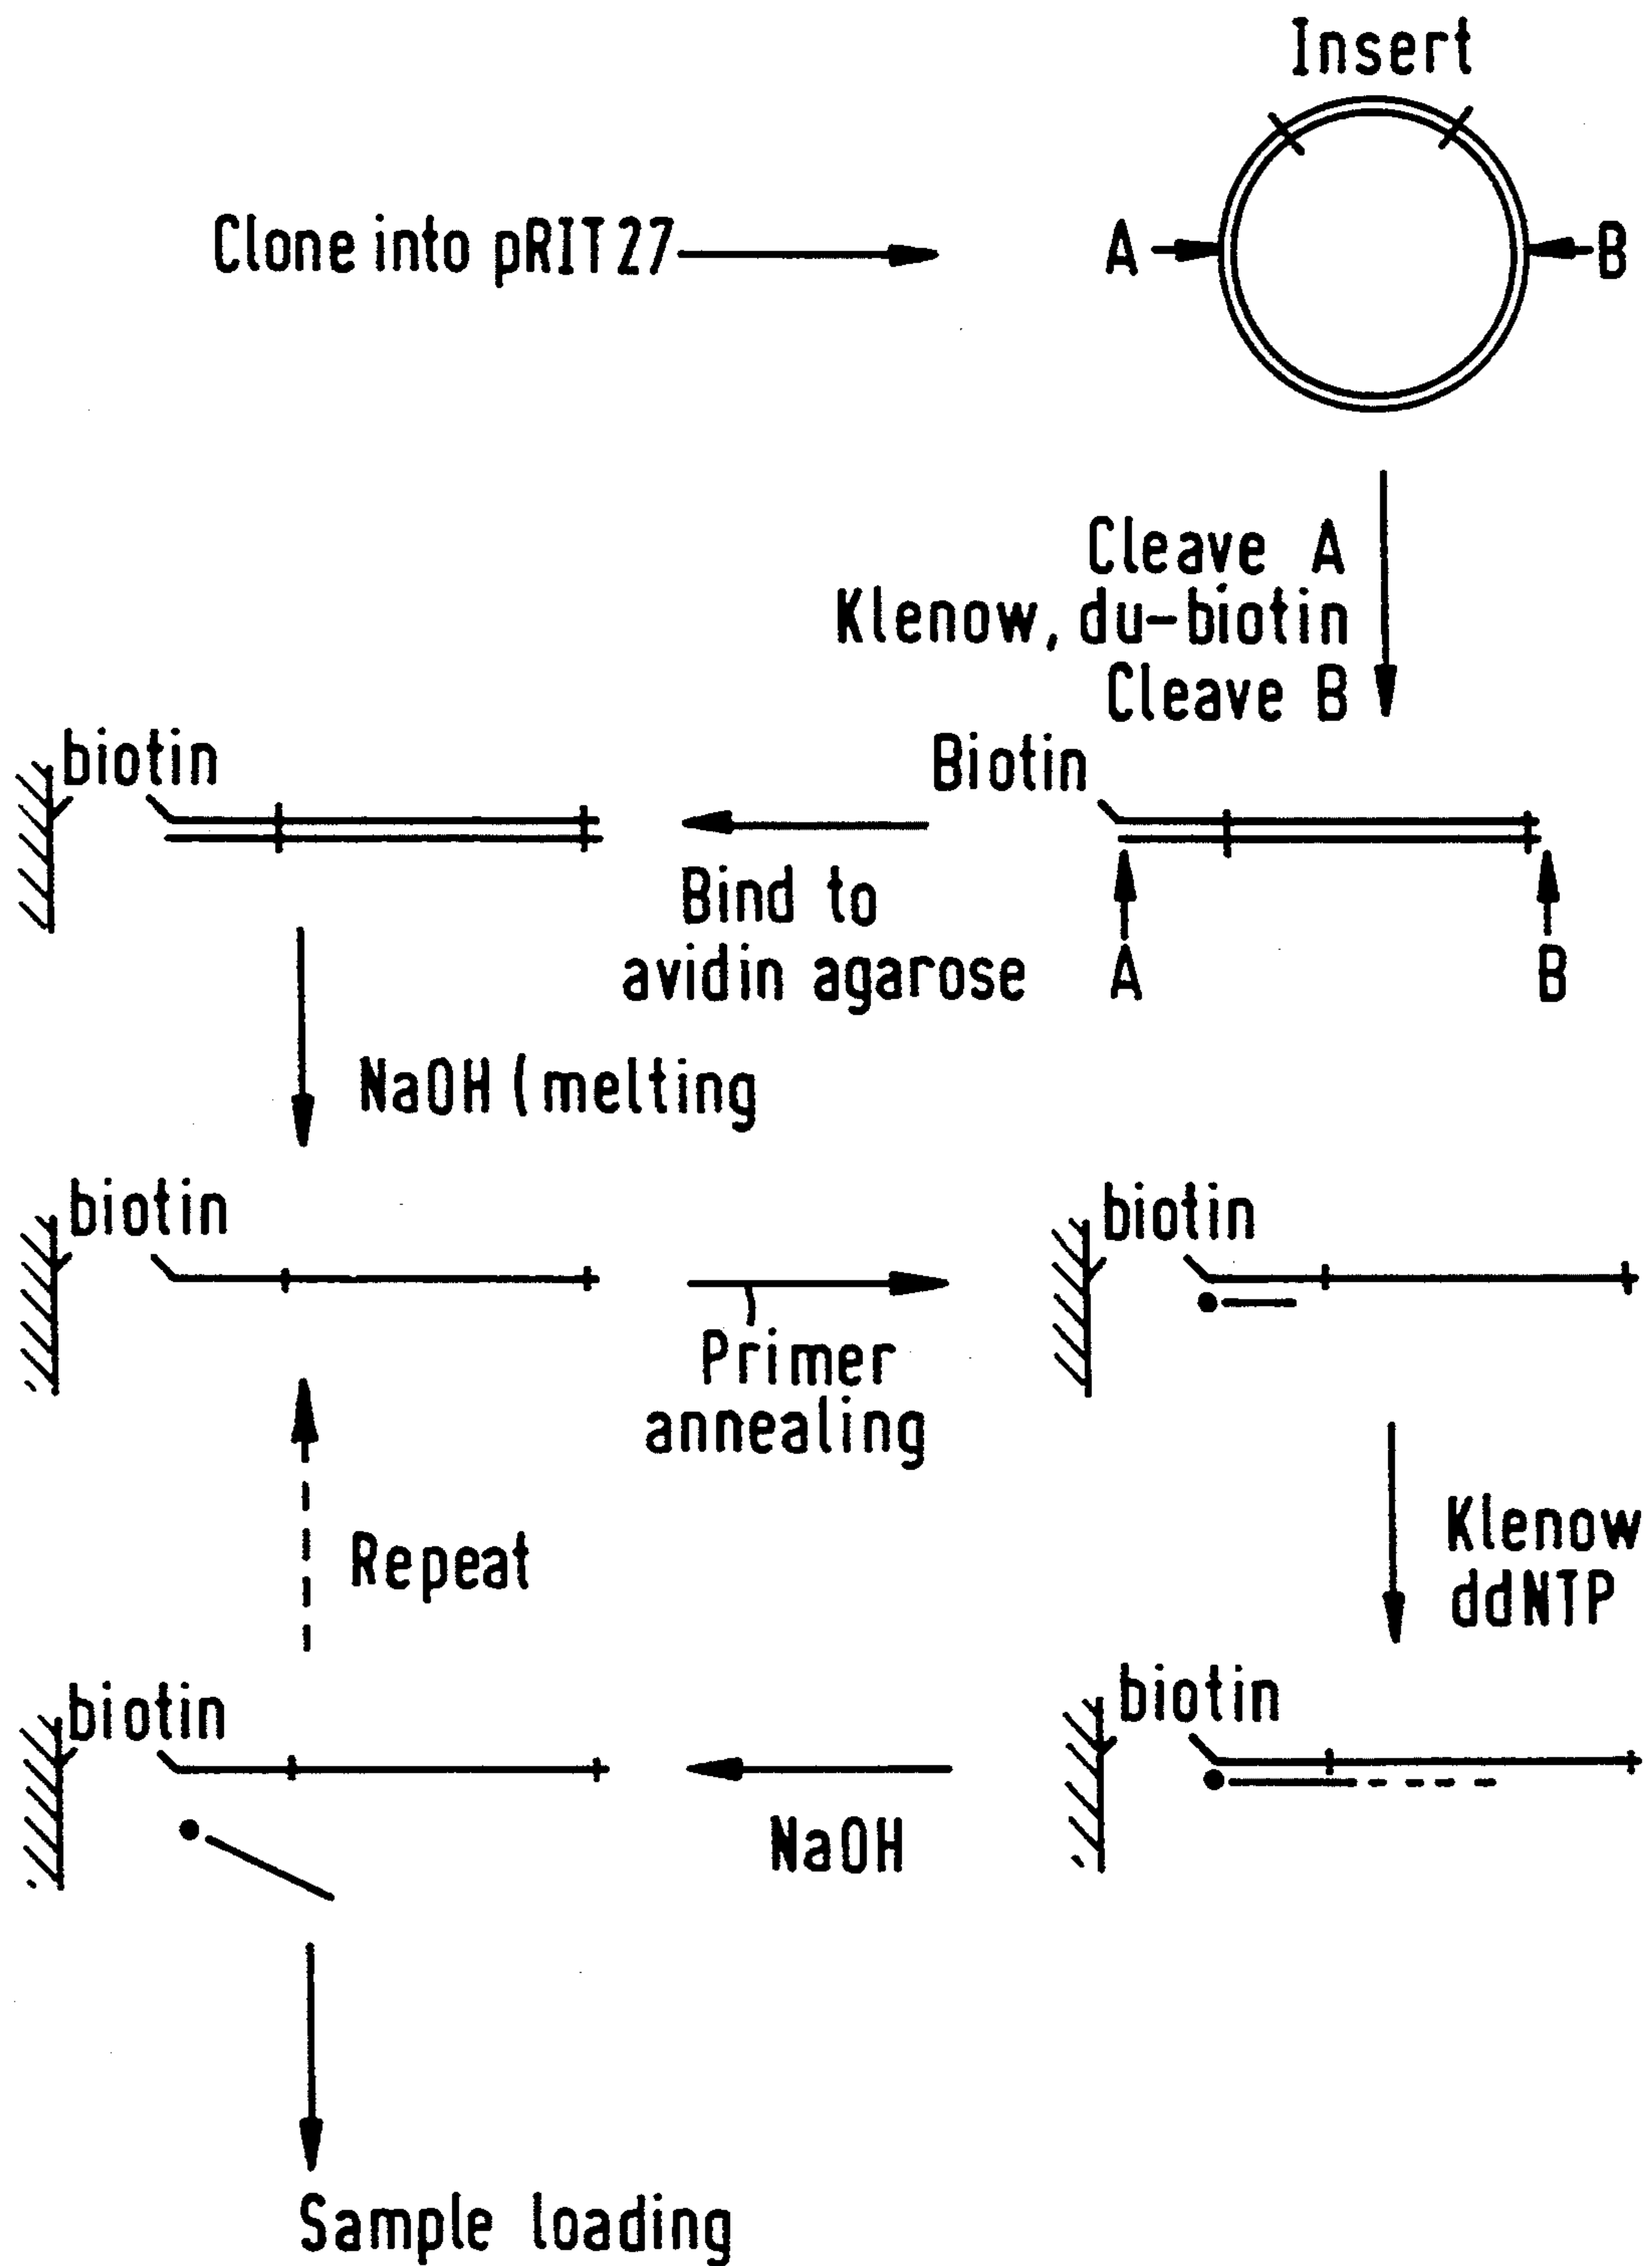 Insert
Clone into pRIT27
A
B
Cleave A
Klenow, du-biotin
Cleave B
biotin
Biotin
Bind to
avidin agarose
A
B
NaOH (melting
biotin
biotin
Primer
annealing
Repeat
Klenow
ddNTP
biotin
biotin
NaOH
Sample loading